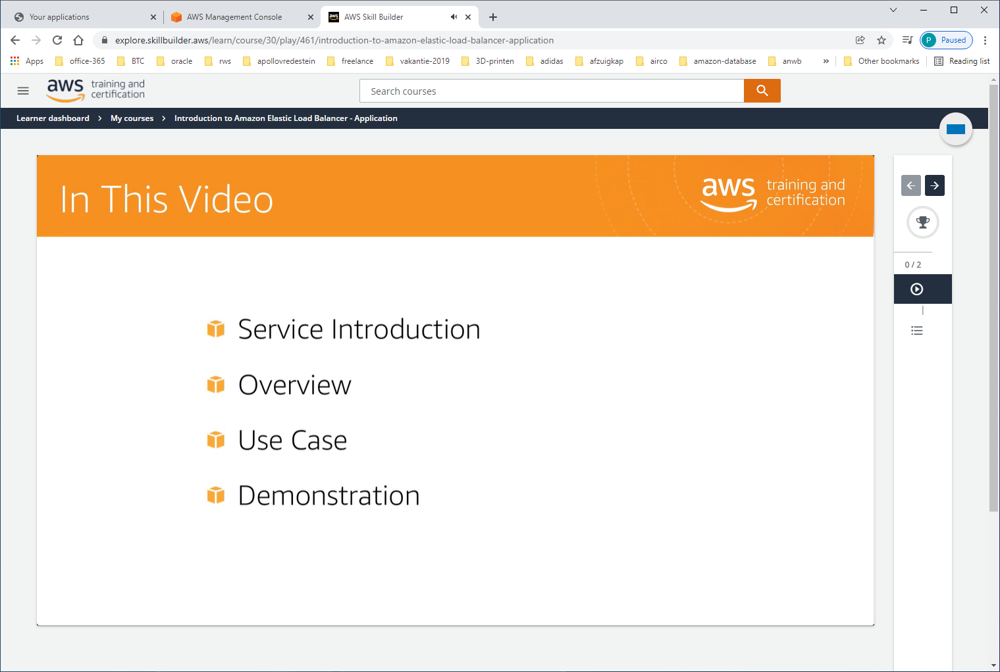 Your applications
AWS Management Console
aws AWS Skill Builder
explore.skillbuilder.aws/learn/course/30/play/461/introduction-to-amazon-elastic-load-balancer-application
P Paused
Apps office-365 BTC oracle rws apollovredestein freelance vakantie-2019 3D-printen adidas afzuigkap airco amazon-database anwb » Other bookmarks Reading list
aws training and
certification
Search courses
Learner dashboard > My courses > Introduction to Amazon Elastic Load Balancer - Application
In This Video
aws training and
certification
Service Introduction
Overview
Use Case
Demonstration
0 / 2